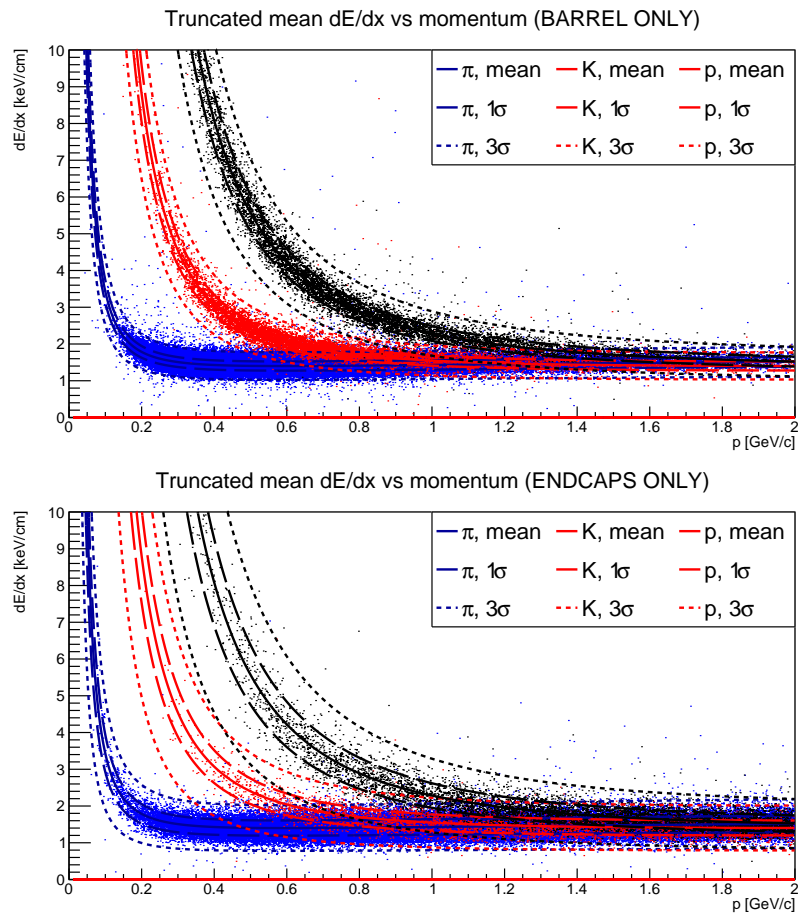 Truncated mean dE/dx vs momentum (BARREL ONLY)
dE/dx [keV/cm]
10
9
8
7
6
5
4
3
2
1
0
π, mean K, mean p, mean
π, 1σ K, 1σ p, 1σ
π, 3σ K, 3σ p, 3σ
0 0.2 0.4 0.6 0.8 1 1.2 1.4 1.6 1.8 2
p [GeV/c]
Truncated mean dE/dx vs momentum (ENDCAPS ONLY)
dE/dx [keV/cm]
10
9
8
7
6
5
4
3
2
1
0
π, mean K, mean p, mean
π, 1σ K, 1σ p, 1σ
π, 3σ K, 3σ p, 3σ
0 0.2 0.4 0.6 0.8 1 1.2 1.4 1.6 1.8 2
p [GeV/c]